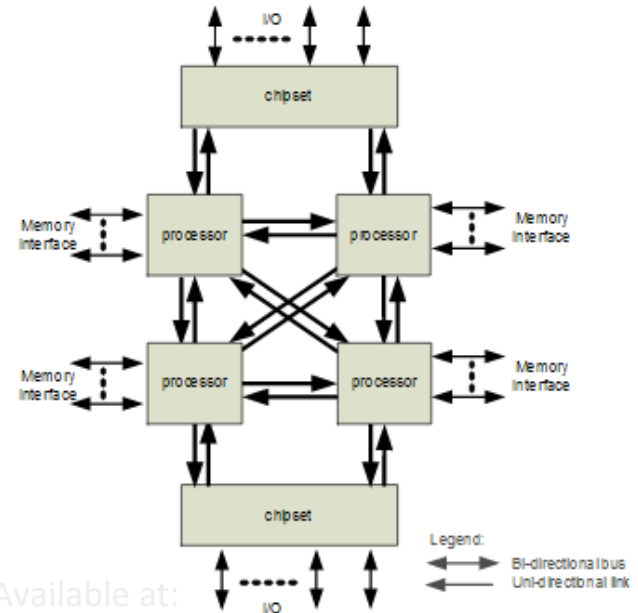 I/O
chipset
Memory
Interface
processor
processor
Memory
Interface
Memory
Interface
processor
processor
Memory
Interface
chipset
Legend:
Bi-directional bus
Uni-directional link
Available at:
I/O